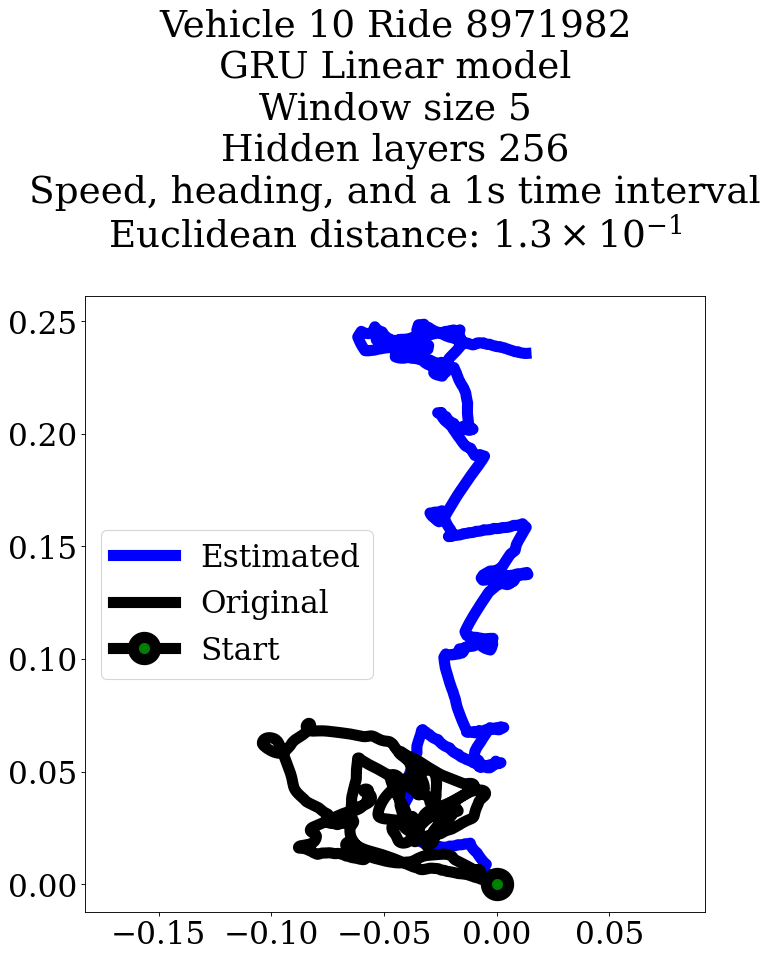 Vehicle 10 Ride 8971982
GRU Linear model
Window size 5
Hidden layers 256
Speed, heading, and a 1s time interval
Euclidean distance: $1.3 \times 10^{-1}$
0.25
0.20
0.15
0.10
0.05
0.00
Estimated
Original
Start
−0.15 −0.10 −0.05 0.00 0.05